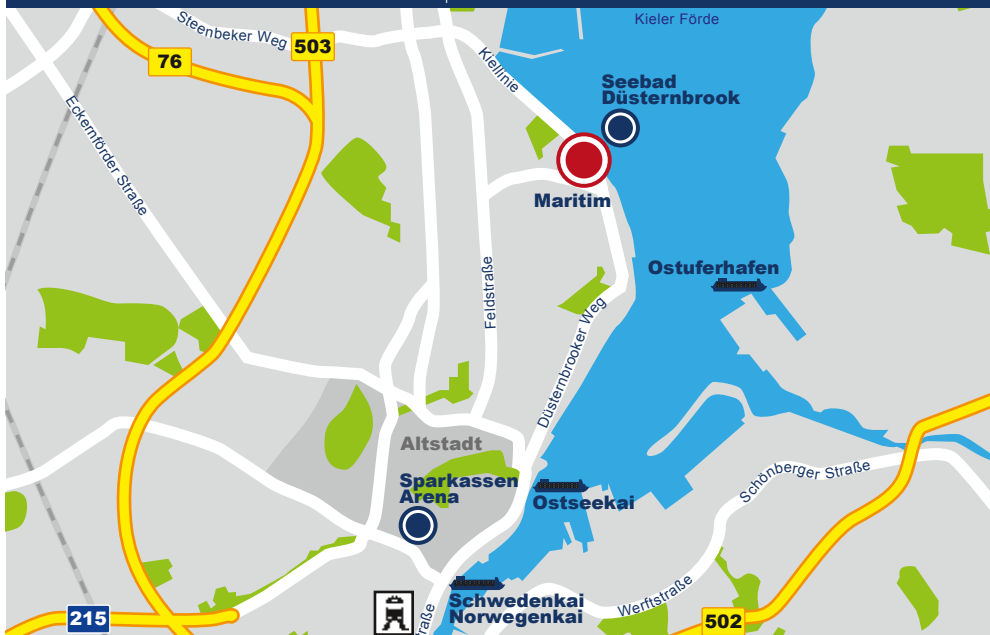 Kieler Förde
Steenbeker Weg
503
76
Kiellinie
Seebad
Düsternbrook
Eckernförder Straße
Maritim
Ostuferhafen
Feldstraße
Düsternbrooker Weg
Altstadt
Sparkassen
Arena
Ostseekai
Schönberger Straße
Schwedenkai
Norwegenkai
Werftstraße
215
502